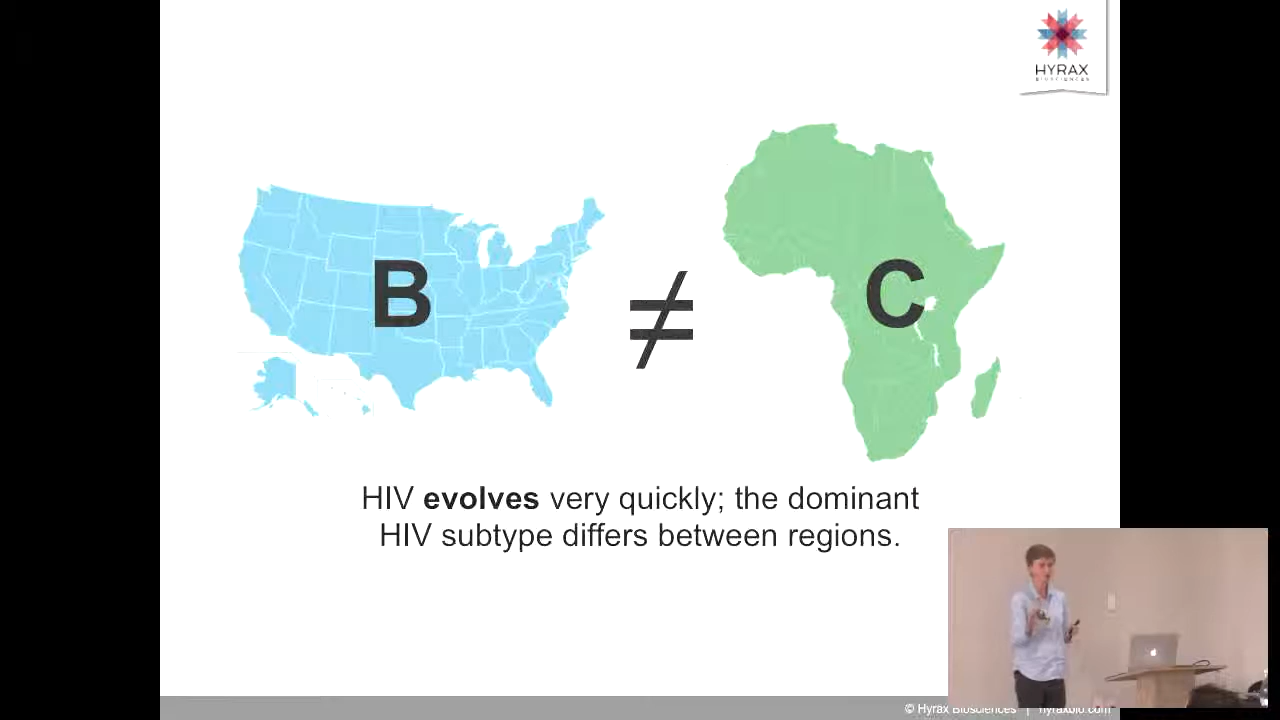 HYRAX
BIOSCIENCES
B ≠ C
HIV evolves very quickly; the dominant
HIV subtype differs between regions.
© Hyrax Biosciences | hyraxbio.com